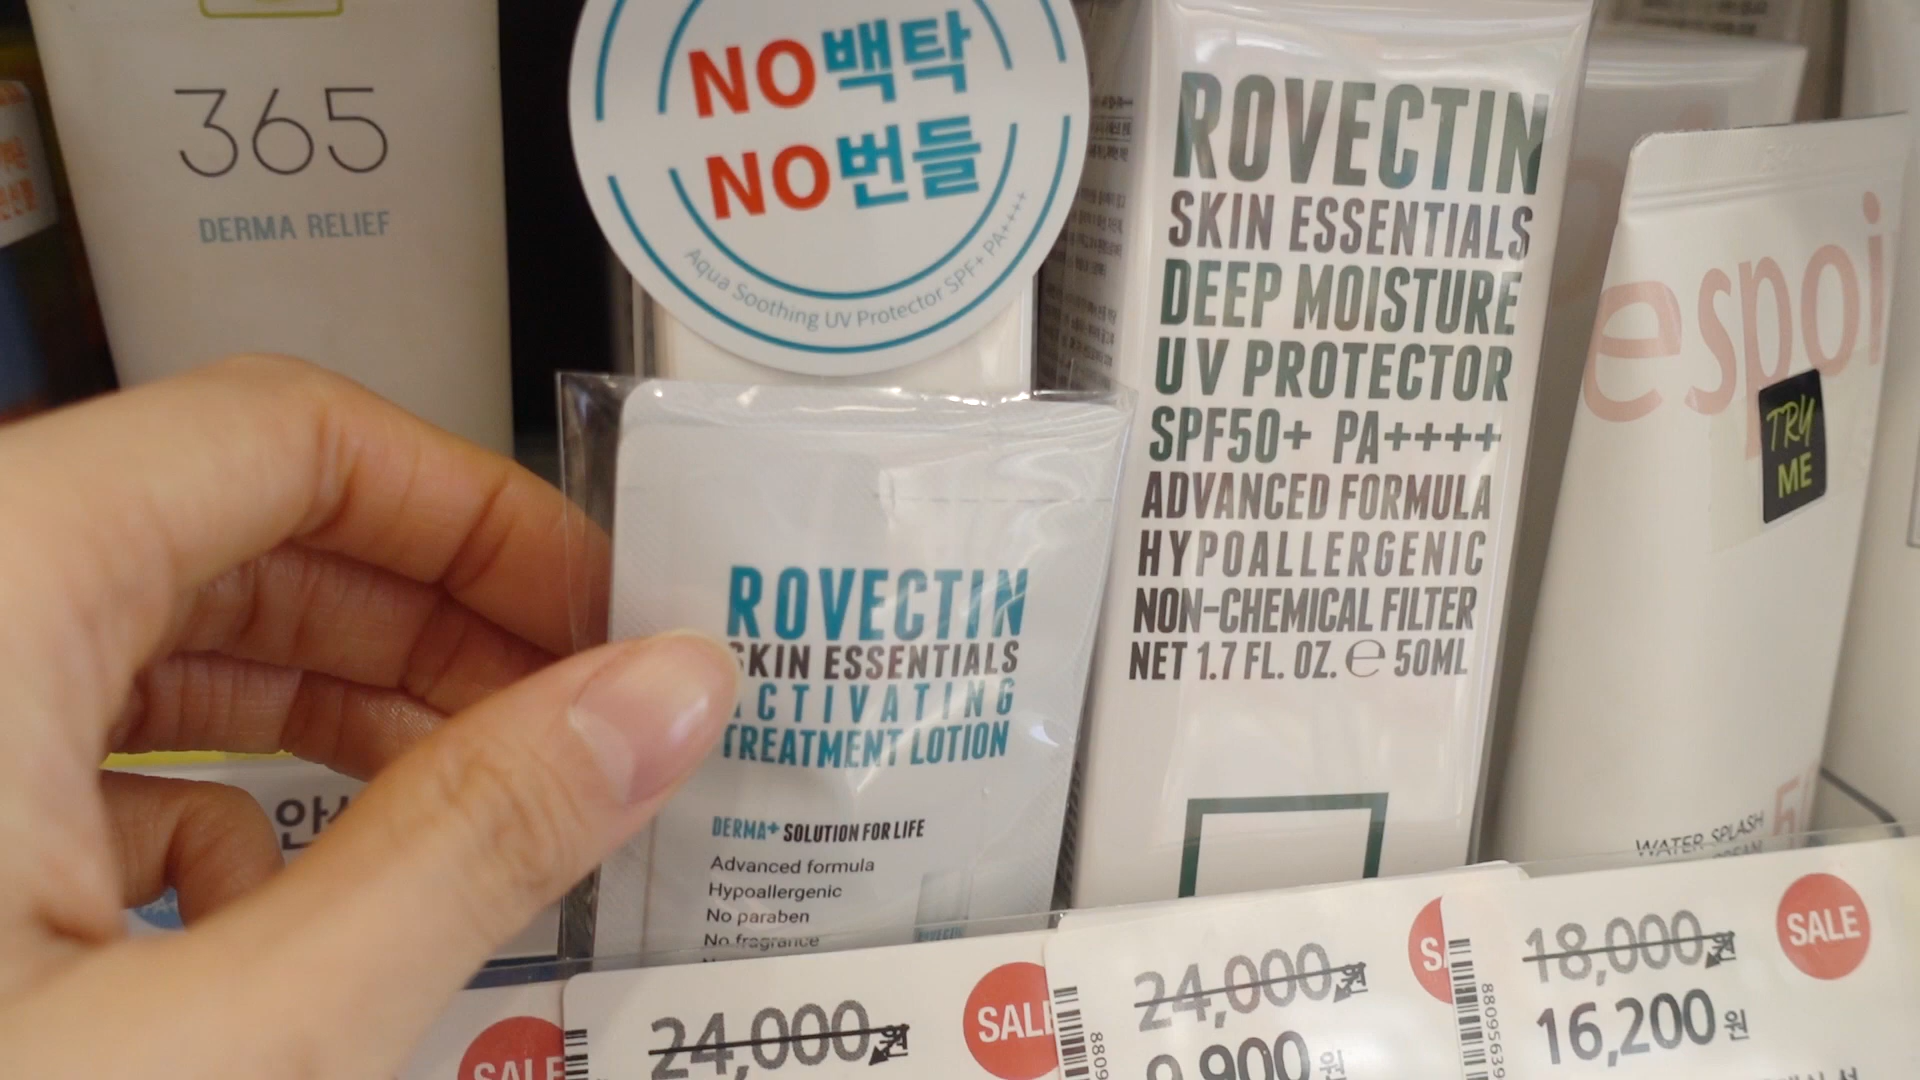 365
DERMA RELIEF
NO백탁
NO번들
Aqua Soothing UV Protector SPF+ PA++++
ROVECTIN
SKIN ESSENTIALS
ACTIVATING
TREATMENT LOTION
DERMA+ SOLUTION FOR LIFE
Advanced formula
Hypoallergenic
No paraben
No fragrance
ROVECTIN
SKIN ESSENTIALS
DEEP MOISTURE
UV PROTECTOR
SPF50+ PA++++
ADVANCED FORMULA
HYPOALLERGENIC
NON-CHEMICAL FILTER
NET 1.7 FL. OZ. e 50ML
espoi
TRY
ME
WATER SPLASH
SALE
24,000원
SALE
24,000원
9,900원
18,000원
SALE
16,200원